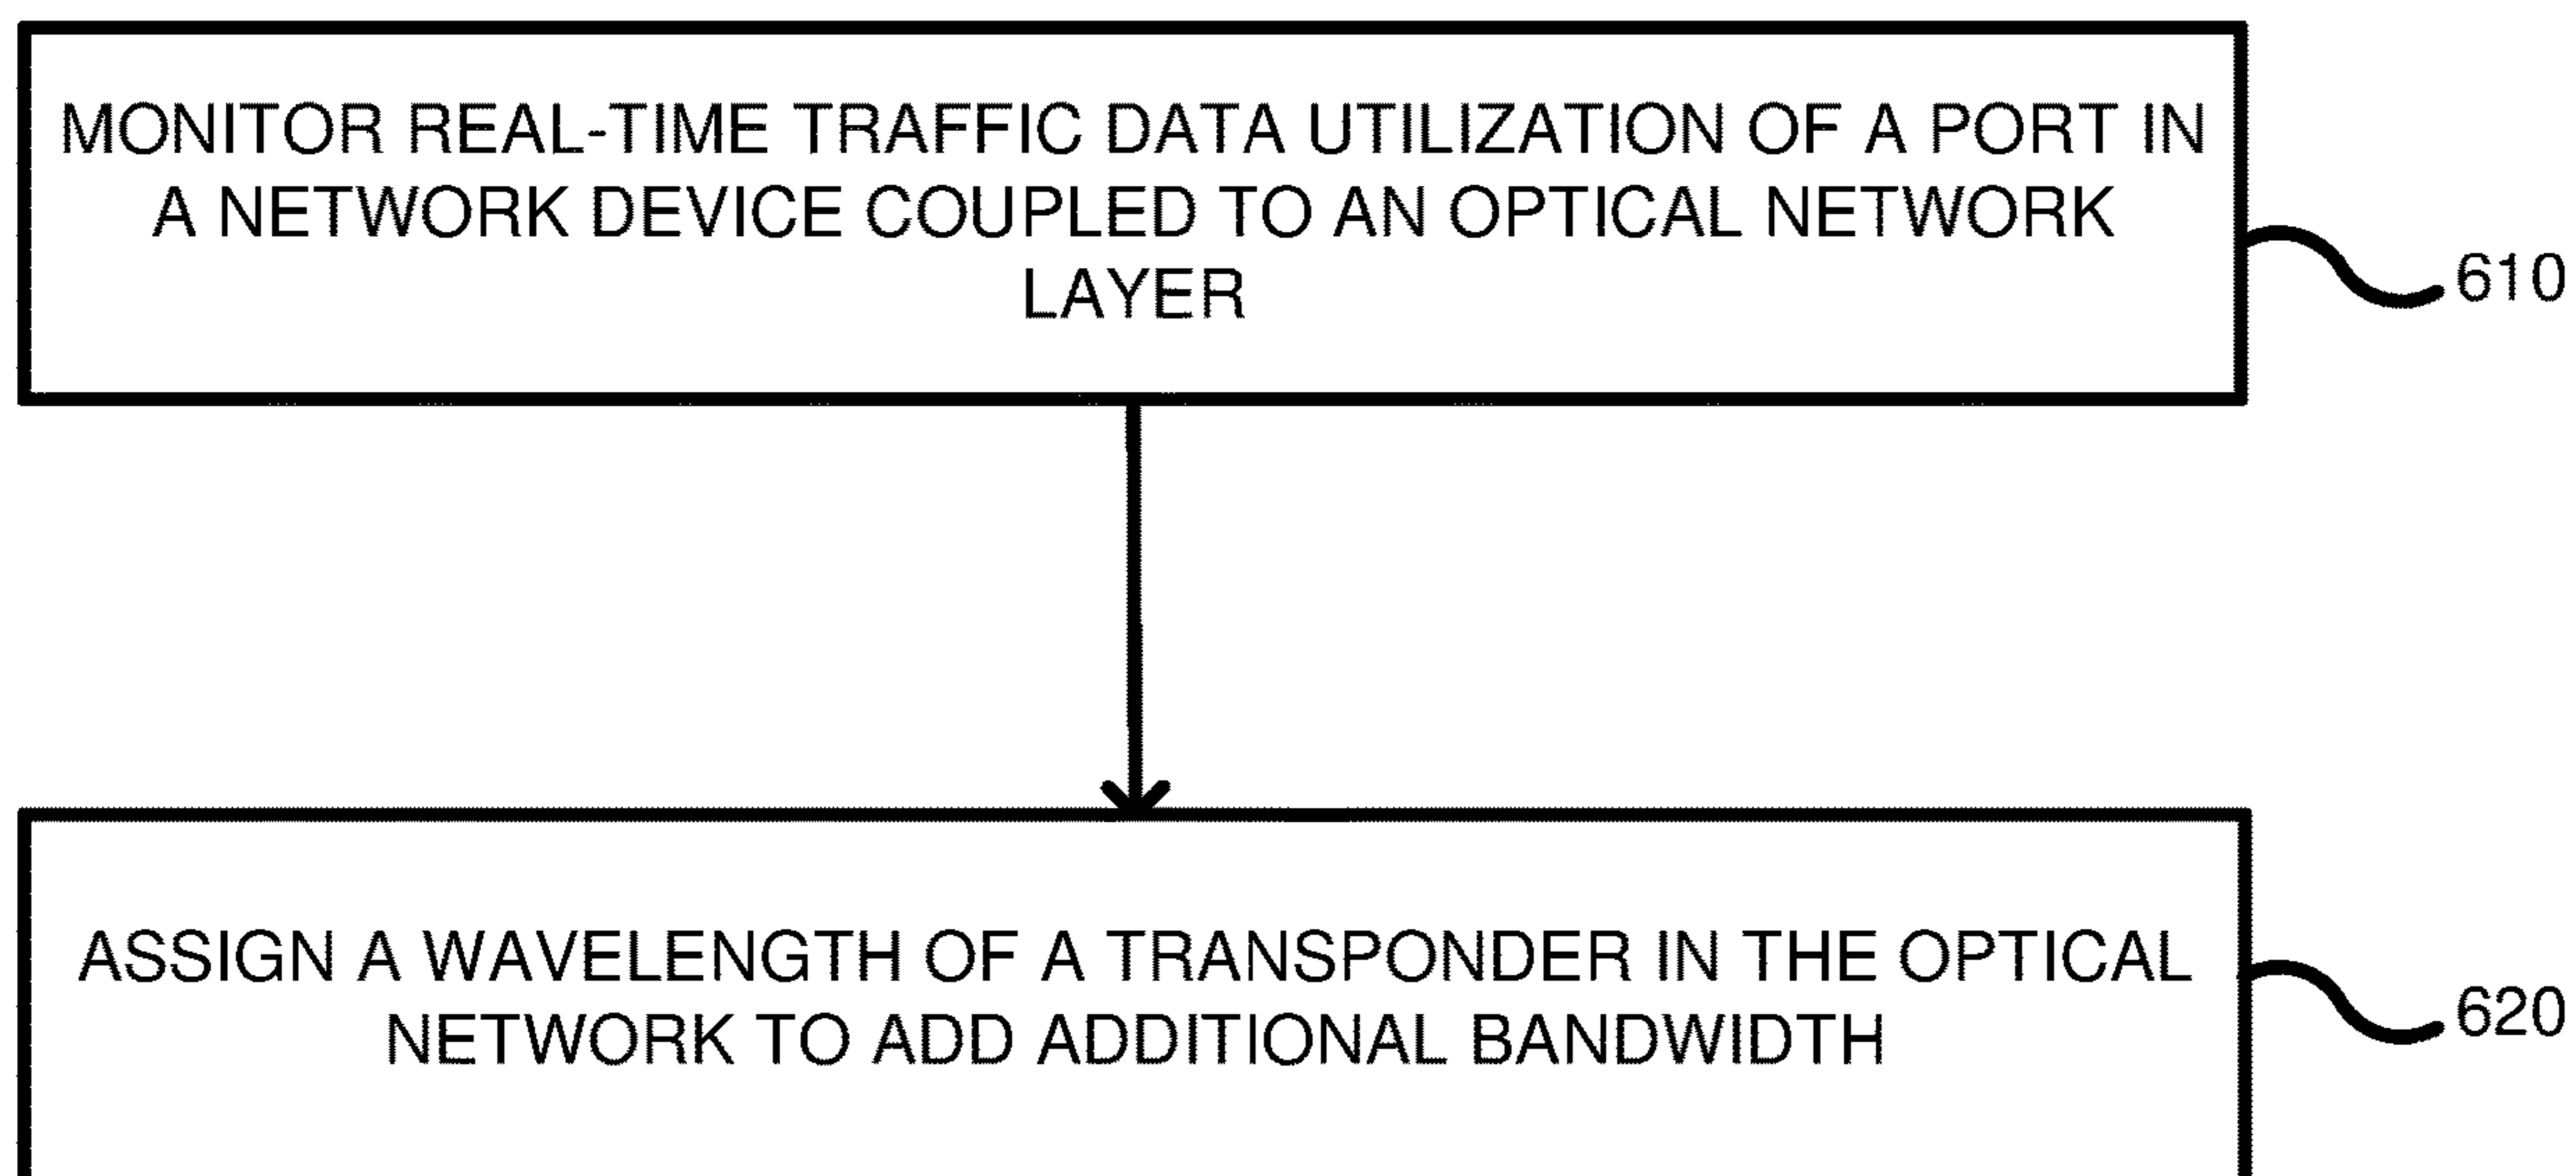 MONITOR REAL-TIME TRAFFIC DATA UTILIZATION OF A PORT IN
A NETWORK DEVICE COUPLED TO AN OPTICAL NETWORK
LAYER
610
ASSIGN A WAVELENGTH OF A TRANSPONDER IN THE OPTICAL
NETWORK TO ADD ADDITIONAL BANDWIDTH
620